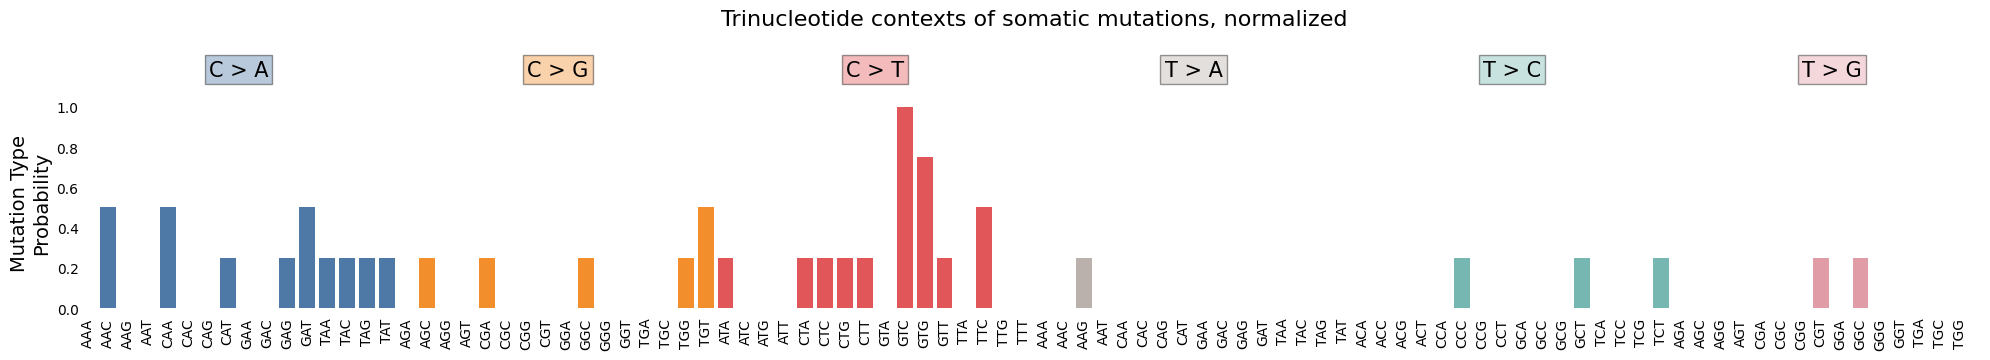 Trinucleotide contexts of somatic mutations, normalized
C > A
C > G
C > T
T > A
T > C
T > G
Mutation Type
Probability
1.0
0.8
0.6
0.4
0.2
0.0
AAA
AAC
AAG
AAT
CAA
CAC
CAG
CAT
GAA
GAC
GAG
GAT
TAA
TAC
TAG
TAT
AGA
AGC
AGG
AGT
CGA
CGC
CGG
CGT
GGA
GGC
GGG
GGT
TGA
TGC
TGG
TGT
ATA
ATC
ATG
ATT
CTA
CTC
CTG
CTT
GTA
GTC
GTG
GTT
TTA
TTC
TTG
TTT
AAA
AAC
AAG
AAT
CAA
CAC
CAG
CAT
GAA
GAC
GAG
GAT
TAA
TAC
TAG
TAT
ACA
ACC
ACG
ACT
CCA
CCC
CCG
CCT
GCA
GCC
GCG
GCT
TCA
TCC
TCG
TCT
AGA
AGC
AGG
AGT
CGA
CGC
CGG
CGT
GGA
GGC
GGG
GGT
TGA
TGC
TGG